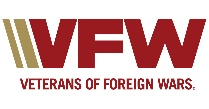 VFW
VETERANS OF FOREIGN WARS.